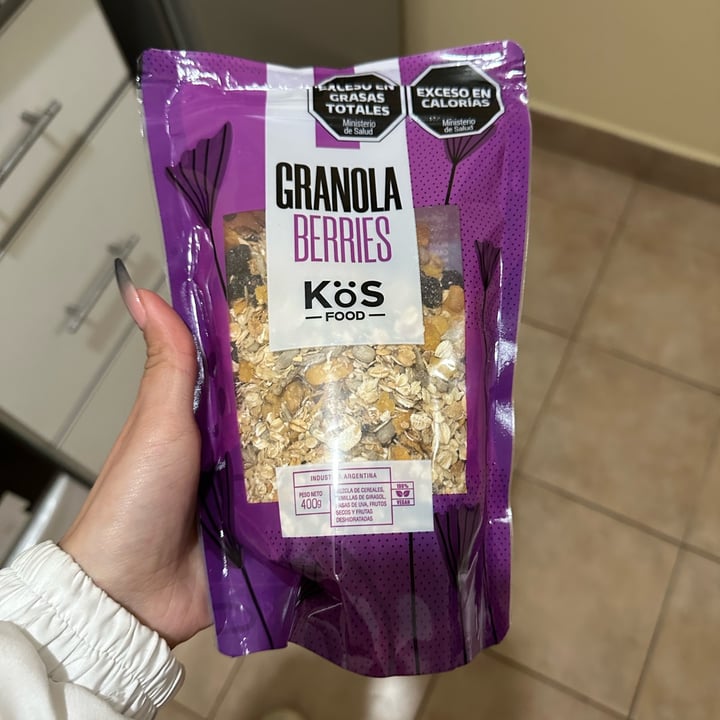 EXCESO EN
GRASAS
TOTALES
Ministerio
de Salud
EXCESO EN
CALORÍAS
Ministerio
de Salud
GRANOLA
BERRIES
KöS
FOOD
INDUSTRIA ARGENTINA
PESO NETO
400g
MEZCLA DE CEREALES,
SEMILLAS DE GIRASOL,
PASAS DE UVA, FRUTOS
SECOS Y FRUTAS
DESHIDRATADAS
100%
VEGAN